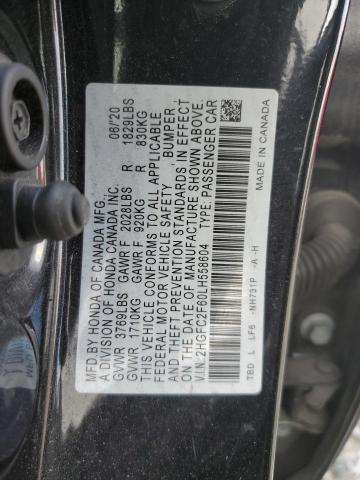 MFD BY HONDA OF CANADA MFG. 06/20
A DIVISION OF HONDA CANADA INC.
GVWR 3769LBS GAWR F 2028LBS R 1829LBS
GVWR 1710KG GAWR F 920KG R 830KG
THIS VEHICLE CONFORMS TO ALL APPLICABLE
FEDERAL MOTOR VEHICLE SAFETY BUMPER,
AND THEFT PREVENTION STANDARDS IN EFFECT
ON THE DATE OF MANUFACTURE SHOWN ABOVE.
V.I.N: 2HGFC2F60LH558604 TYPE: PASSENGER CAR
TBD L LF6 -NH731P -A -H
MADE IN CANADA